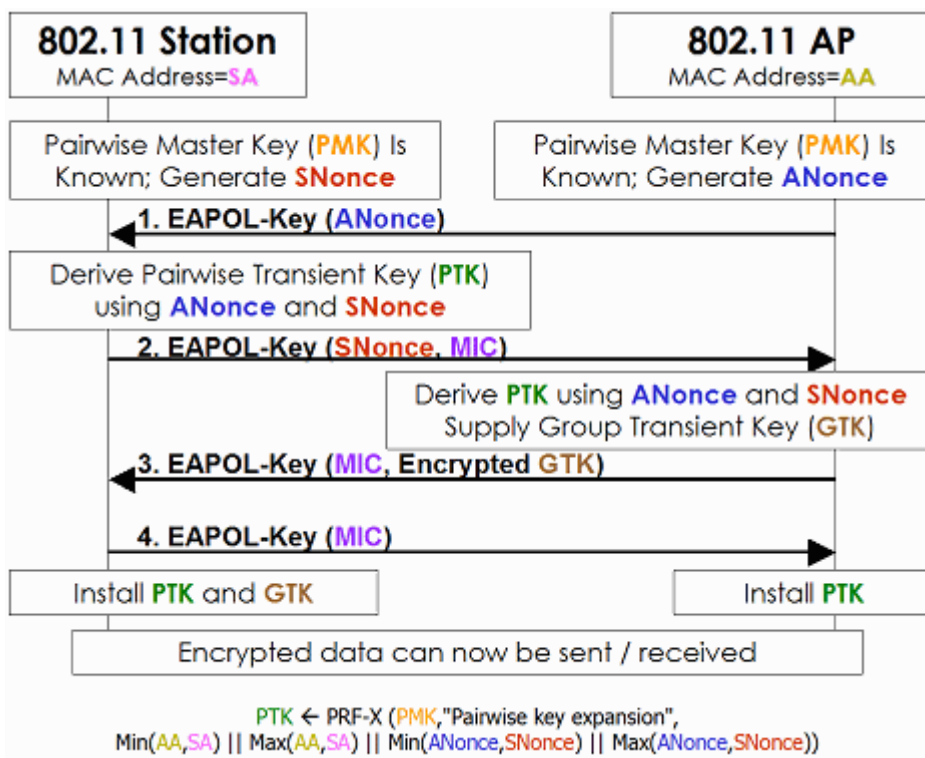 802.11 Station
MAC Address=SA
802.11 AP
MAC Address=AA
Pairwise Master Key (PMK) Is
Known; Generate SNonce
Pairwise Master Key (PMK) Is
Known; Generate ANonce
1. EAPOL-Key (ANonce)
Derive Pairwise Transient Key (PTK)
using ANonce and SNonce
2. EAPOL-Key (SNonce, MIC)
Derive PTK using ANonce and SNonce
Supply Group Transient Key (GTK)
3. EAPOL-Key (MIC, Encrypted GTK)
4. EAPOL-Key (MIC)
Install PTK and GTK
Install PTK
Encrypted data can now be sent / received
PTK ← PRF-X (PMK,"Pairwise key expansion",
Min(AA,SA) || Max(AA,SA) || Min(ANonce,SNonce) || Max(ANonce,SNonce))